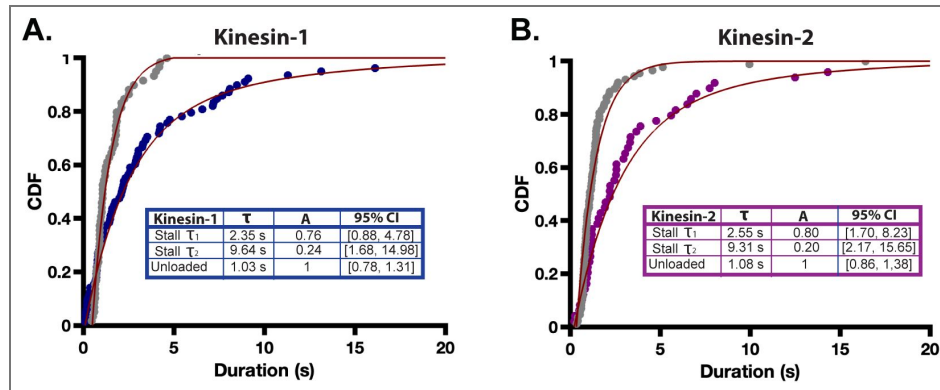 A.
Kinesin-1
CDF
1
0.8
0.6
0.4
0.2
0
Kinesin-1 τ A 95% CI
Stall τ1 2.35 s 0.76 [0.88, 4.78]
Stall τ2 9.64 s 0.24 [1.68, 14.98]
Unloaded 1.03 s 1 [0.78, 1.31]
0 5 10 15 20
Duration (s)
B.
Kinesin-2
CDF
1
0.8
0.6
0.4
0.2
0
Kinesin-2 τ A 95% CI
Stall τ1 2.55 s 0.80 [1.70, 8.23]
Stall τ2 9.31 s 0.20 [2.17, 15.65]
Unloaded 1.08 s 1 [0.86, 1,38]
0 5 10 15 20
Duration (s)